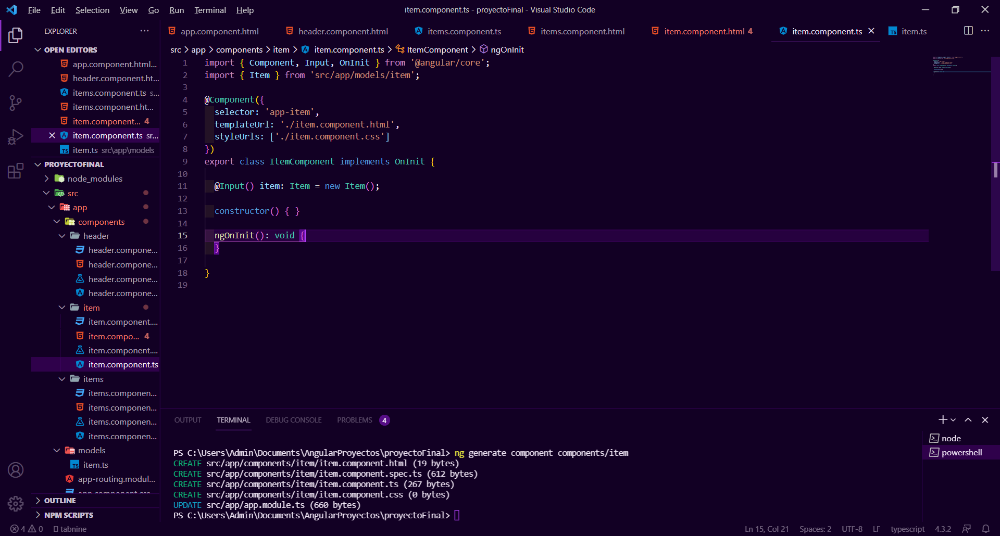 File Edit Selection View Go Run Terminal Help
item.component.ts - proyectoFinal - Visual Studio Code
EXPLORER
app.component.html
header.component.html
items.component.ts
items.component.html
item.component.html 4
item.component.ts
item.ts
OPEN EDITORS
app.component.html...
header.component.ht...
items.component.ts s...
items.component.ht...
item.component... 4
item.component.ts sr...
item.ts src\app\models
PROYECTOFINAL
node_modules
src
app
components
header
header.compone...
header.compone...
header.compone...
header.compone...
item
item.component....
item.compo... 4
item.component....
item.component.ts
items
items.componen...
items.componen...
items.componen...
items.componen...
models
item.ts
app-routing.modul...
app.component.css
OUTLINE
NPM SCRIPTS
src > app > components > item > item.component.ts > ItemComponent > ngOnInit
1 import { Component, Input, OnInit } from '@angular/core';
2 import { Item } from 'src/app/models/item';
3
4 @Component({
5 selector: 'app-item',
6 templateUrl: './item.component.html',
7 styleUrls: ['./item.component.css']
8 })
9 export class ItemComponent implements OnInit {
10
11 @Input() item: Item = new Item();
12
13 constructor() { }
14
15 ngOnInit(): void {
16 }
17
18 }
19
OUTPUT TERMINAL DEBUG CONSOLE PROBLEMS 4
PS C:\Users\Admin\Documents\AngularProyectos\proyectoFinal> ng generate component components/item
CREATE src/app/components/item/item.component.html (19 bytes)
CREATE src/app/components/item/item.component.spec.ts (612 bytes)
CREATE src/app/components/item/item.component.ts (267 bytes)
CREATE src/app/components/item/item.component.css (0 bytes)
UPDATE src/app/app.module.ts (660 bytes)
PS C:\Users\Admin\Documents\AngularProyectos\proyectoFinal>
node
powershell
4 0 tabnine
Ln 15, Col 21 Spaces: 2 UTF-8 LF typescript 4.3.2